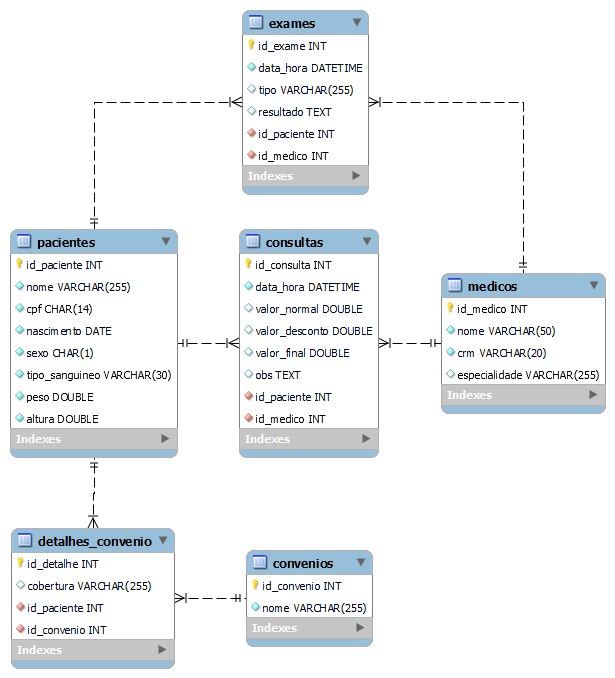 exames
id_exame INT
data_hora DATETIME
tipo VARCHAR(255)
resultado TEXT
id_paciente INT
id_medico INT
Indexes
pacientes
id_paciente INT
nome VARCHAR(255)
cpf CHAR(14)
nascimento DATE
sexo CHAR(1)
tipo_sanguineo VARCHAR(30)
peso DOUBLE
altura DOUBLE
Indexes
consultas
id_consulta INT
data_hora DATETIME
valor_normal DOUBLE
valor_desconto DOUBLE
valor_final DOUBLE
obs TEXT
id_paciente INT
id_medico INT
Indexes
medicos
id_medico INT
nome VARCHAR(50)
crm VARCHAR(20)
especialidade VARCHAR(255)
Indexes
detalhes_convenio
id_detalhe INT
cobertura VARCHAR(255)
id_paciente INT
id_convenio INT
Indexes
convenios
id_convenio INT
nome VARCHAR(255)
Indexes